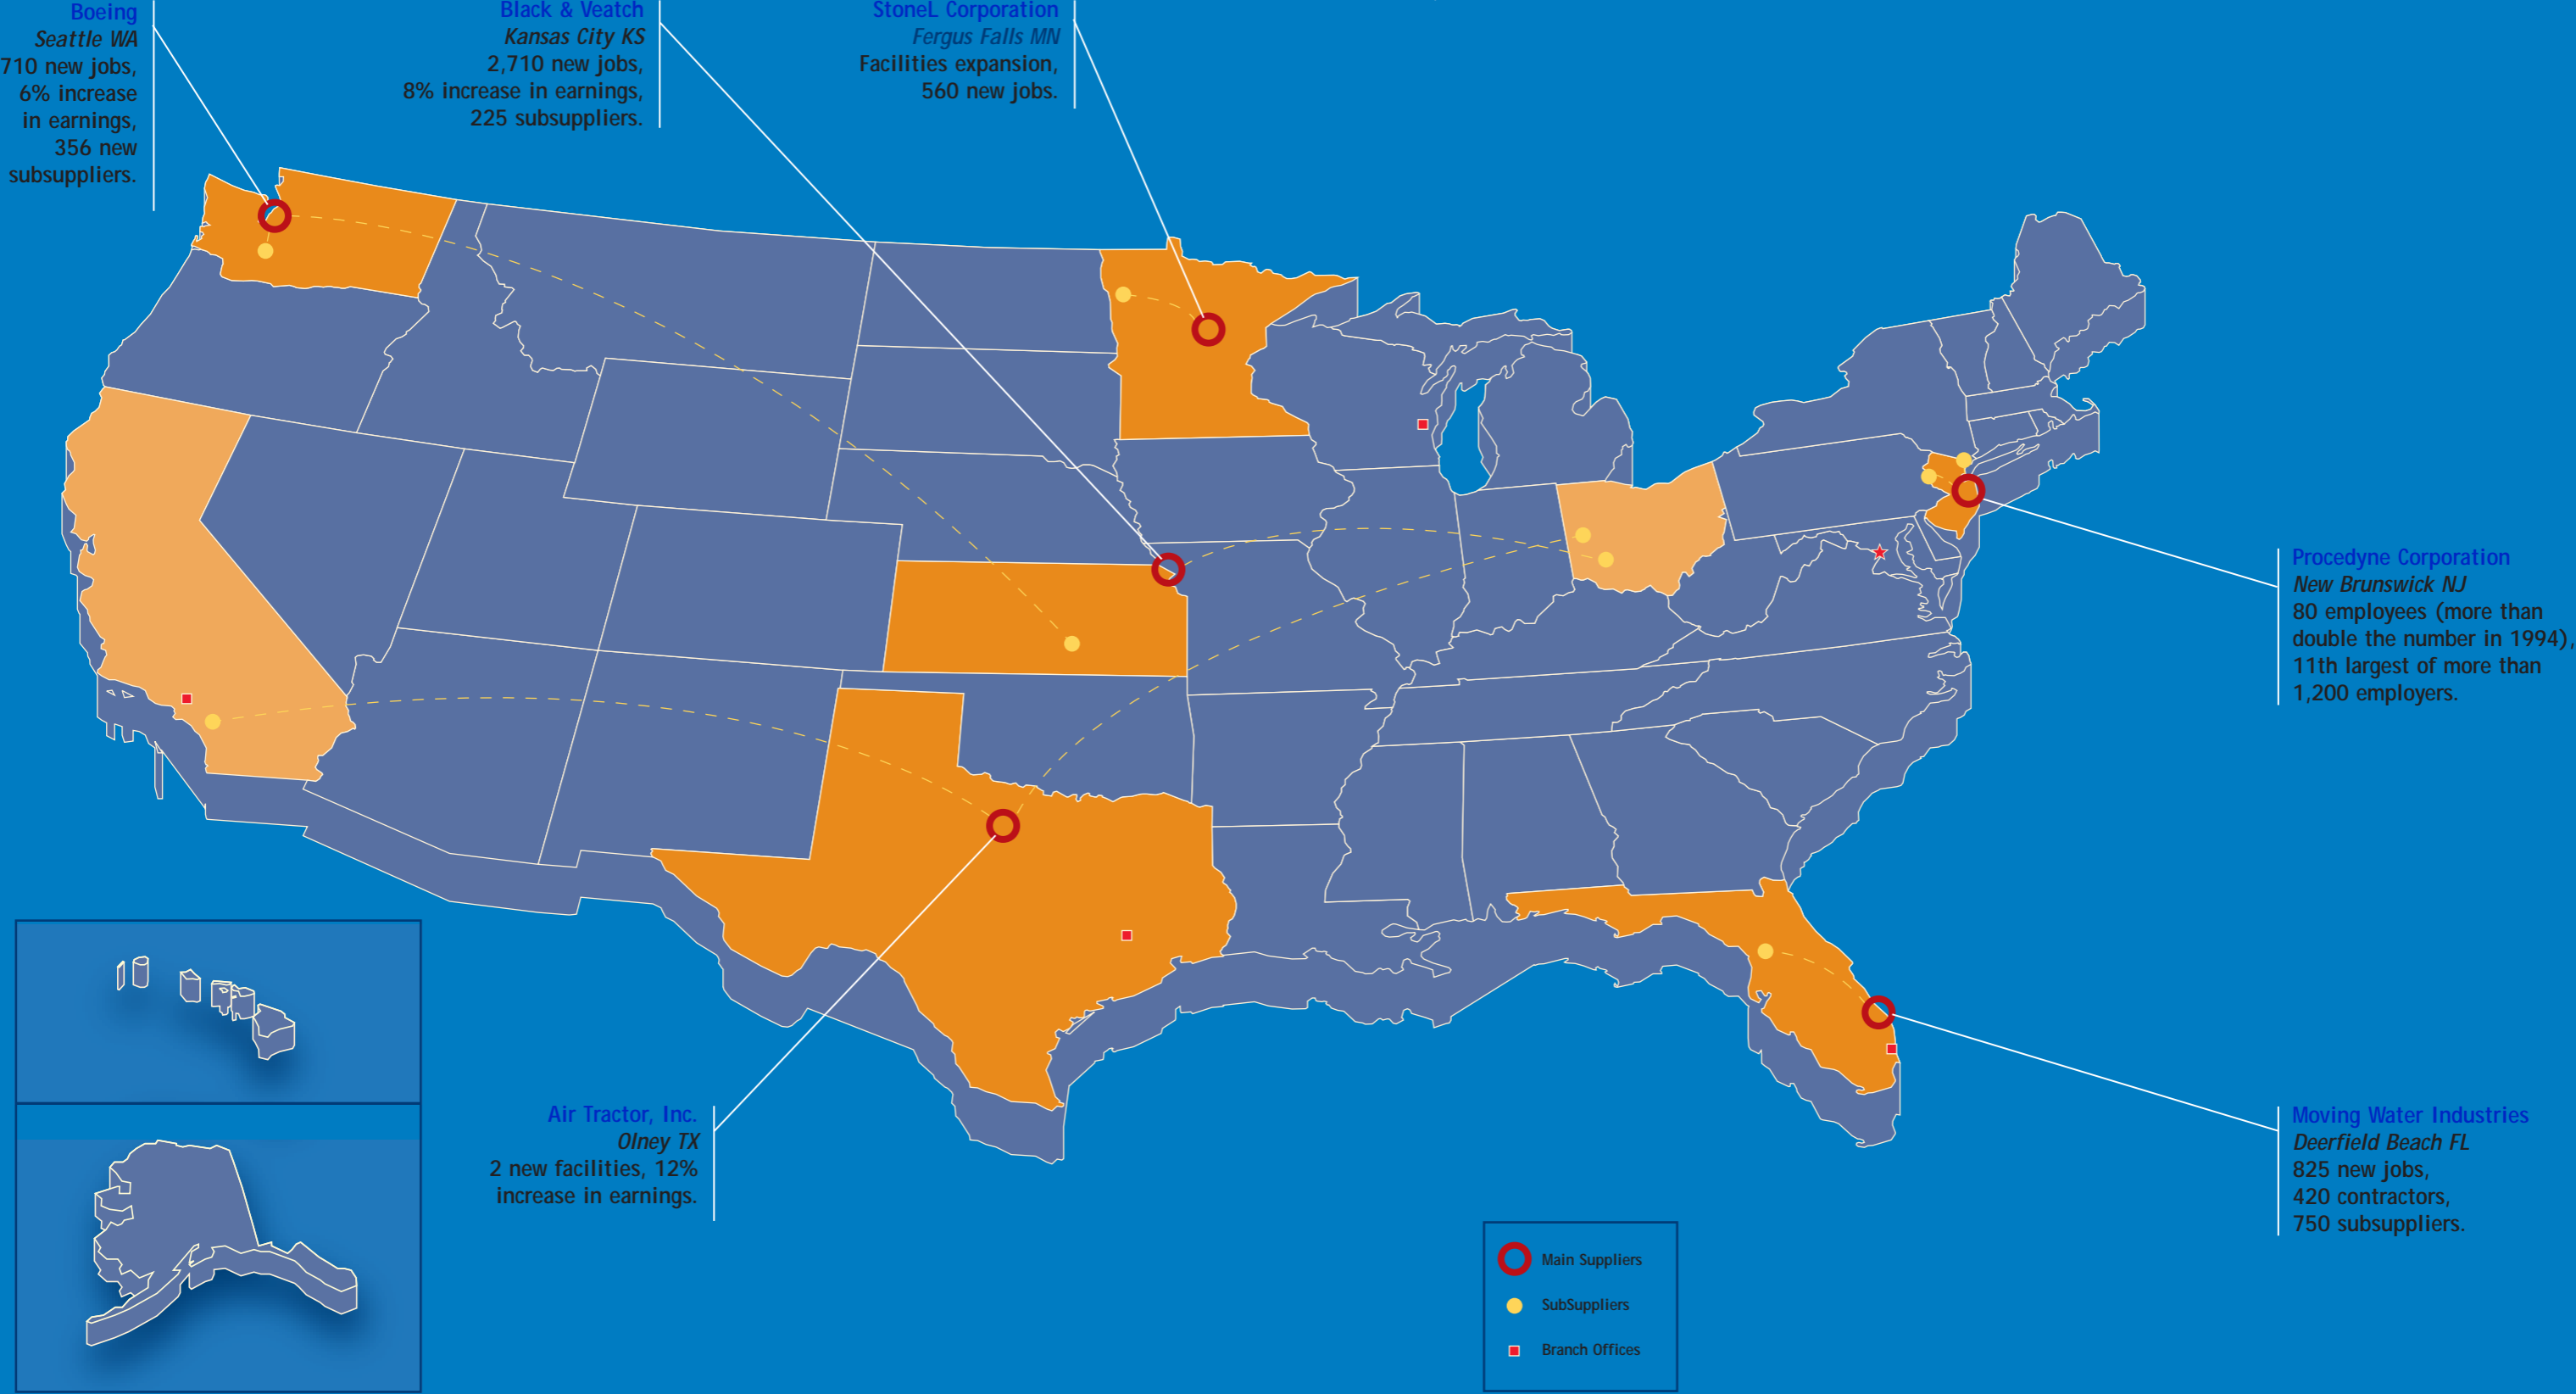 Boeing
Seattle WA
710 new jobs,
6% increase
in earnings,
356 new
subsuppliers.
Black & Veatch
Kansas City KS
2,710 new jobs,
8% increase in earnings,
225 subsuppliers.
StoneL Corporation
Fergus Falls MN
Facilities expansion,
560 new jobs.
Procedyne Corporation
New Brunswick NJ
80 employees (more than
double the number in 1994),
11th largest of more than
1,200 employers.
Air Tractor, Inc.
Olney TX
2 new facilities, 12%
increase in earnings.
Moving Water Industries
Deerfield Beach FL
825 new jobs,
420 contractors,
750 subsuppliers.
Main Suppliers
SubSuppliers
Branch Offices